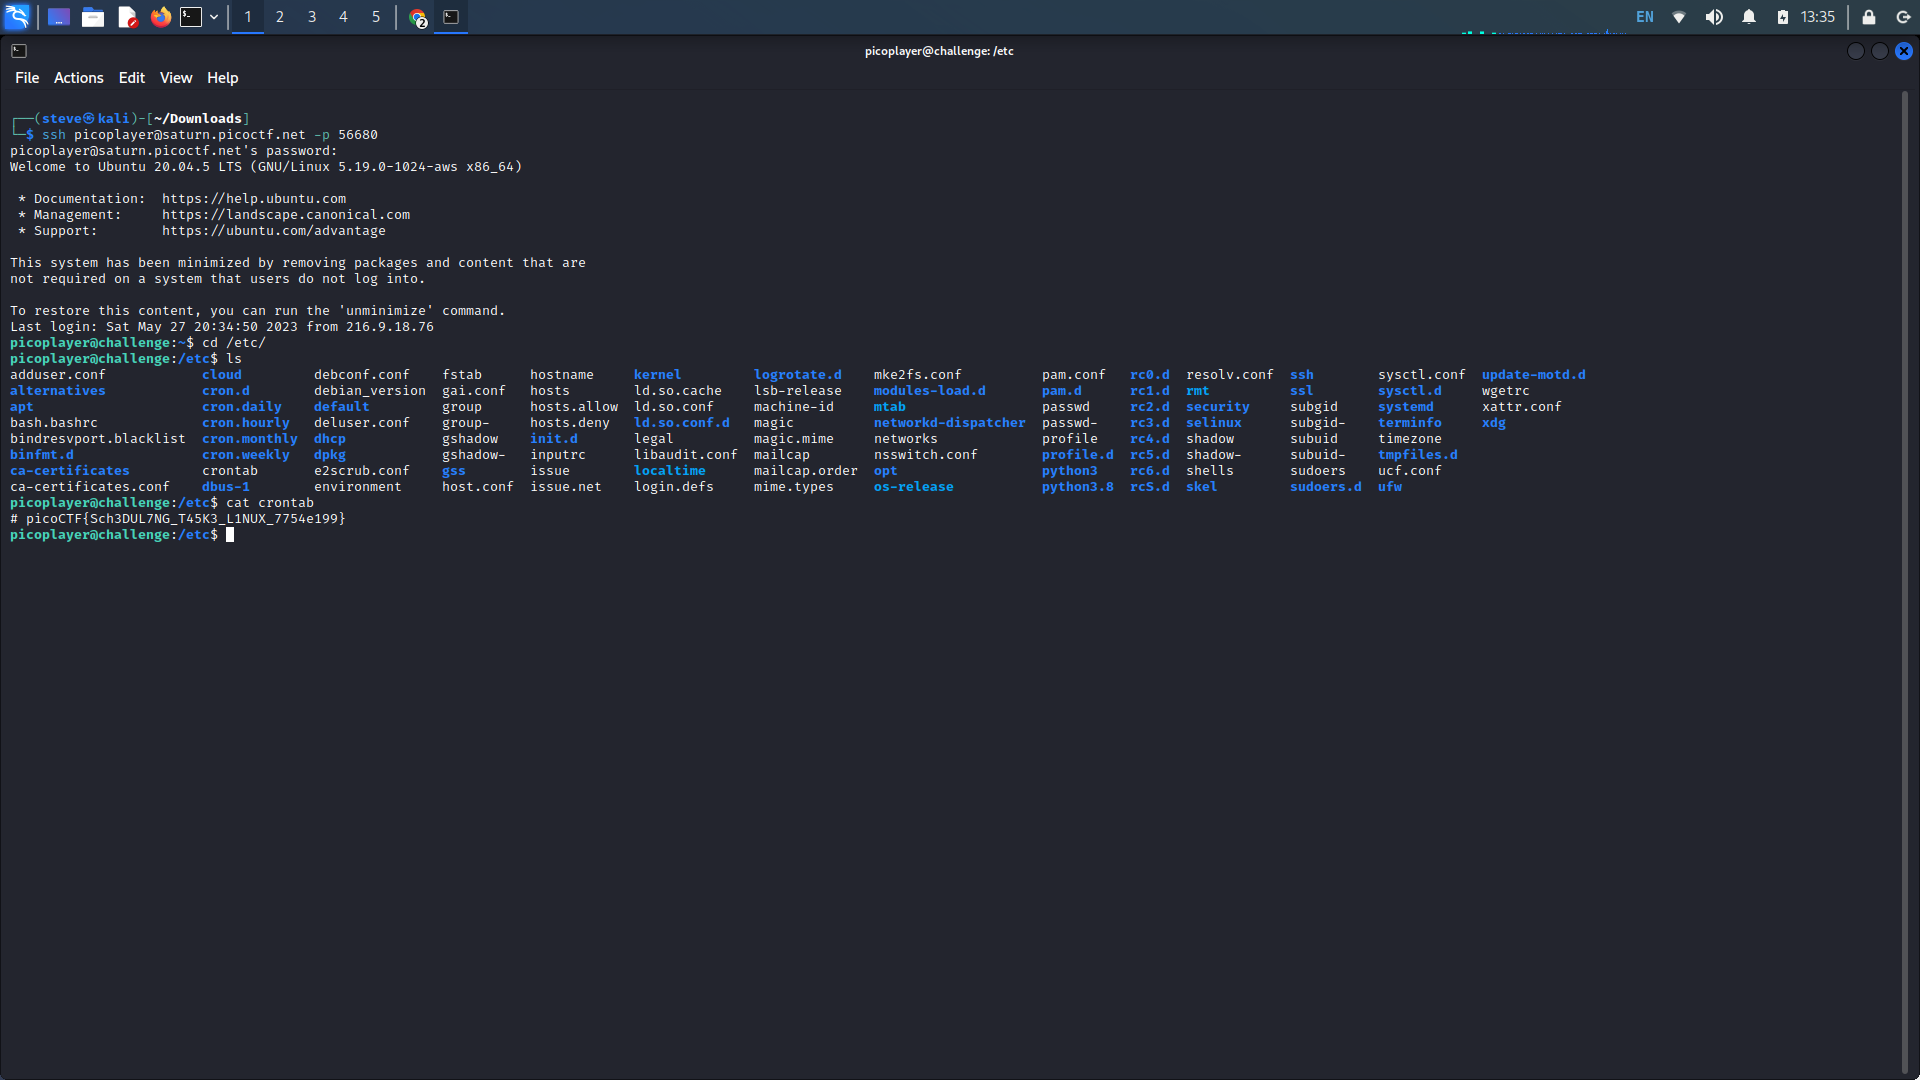 1 2 3 4 5 2 EN 13:35
picoplayer@challenge: /etc
File Actions Edit View Help
┌──(steve㉿kali)-[~/Downloads]
└─$ ssh picoplayer@saturn.picoctf.net -p 56680
picoplayer@saturn.picoctf.net's password:
Welcome to Ubuntu 20.04.5 LTS (GNU/Linux 5.19.0-1024-aws x86_64)
* Documentation: https://help.ubuntu.com
* Management: https://landscape.canonical.com
* Support: https://ubuntu.com/advantage
This system has been minimized by removing packages and content that are
not required on a system that users do not log into.
To restore this content, you can run the 'unminimize' command.
Last login: Sat May 27 20:34:50 2023 from 216.9.18.76
picoplayer@challenge:~$ cd /etc/
picoplayer@challenge:/etc$ ls
adduser.conf cloud debconf.conf fstab hostname kernel logrotate.d mke2fs.conf pam.conf rc0.d resolv.conf ssh sysctl.conf update-motd.d
alternatives cron.d debian_version gai.conf hosts ld.so.cache lsb-release modules-load.d pam.d rc1.d rmt ssl sysctl.d wgetrc
apt cron.daily default group hosts.allow ld.so.conf machine-id mtab passwd rc2.d security subgid systemd xattr.conf
bash.bashrc cron.hourly deluser.conf group- hosts.deny ld.so.conf.d magic networkd-dispatcher passwd- rc3.d selinux subgid- terminfo xdg
bindresvport.blacklist cron.monthly dhcp gshadow init.d legal magic.mime networks profile rc4.d shadow subuid timezone
binfmt.d cron.weekly dpkg gshadow- inputrc libaudit.conf mailcap nsswitch.conf profile.d rc5.d shadow- subuid- tmpfiles.d
ca-certificates crontab e2scrub.conf gss issue localtime mailcap.order opt python3 rc6.d shells sudoers ucf.conf
ca-certificates.conf dbus-1 environment host.conf issue.net login.defs mime.types os-release python3.8 rcS.d skel sudoers.d ufw
picoplayer@challenge:/etc$ cat crontab
# picoCTF{Sch3DUL7NG_T45K3_L1NUX_7754e199}
picoplayer@challenge:/etc$